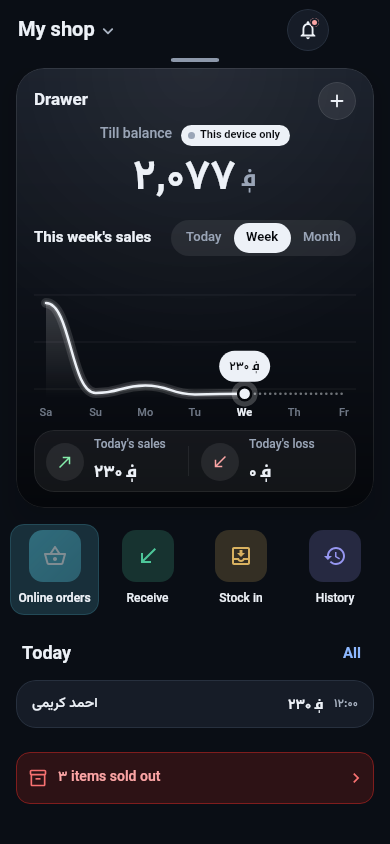 My shop
Drawer
Till balance
This device only
۲,۰۷۷ ؋
This week's sales
Today Week Month
۲۳۰ ؋
Sa Su Mo Tu We Th Fr
Today's sales
۲۳۰ ؋
Today's loss
۰ ؋
Online orders
Receive
Stock in
History
Today
All
احمد کریمی
۲۳۰ ؋
۱۲:۰۰
۳ items sold out